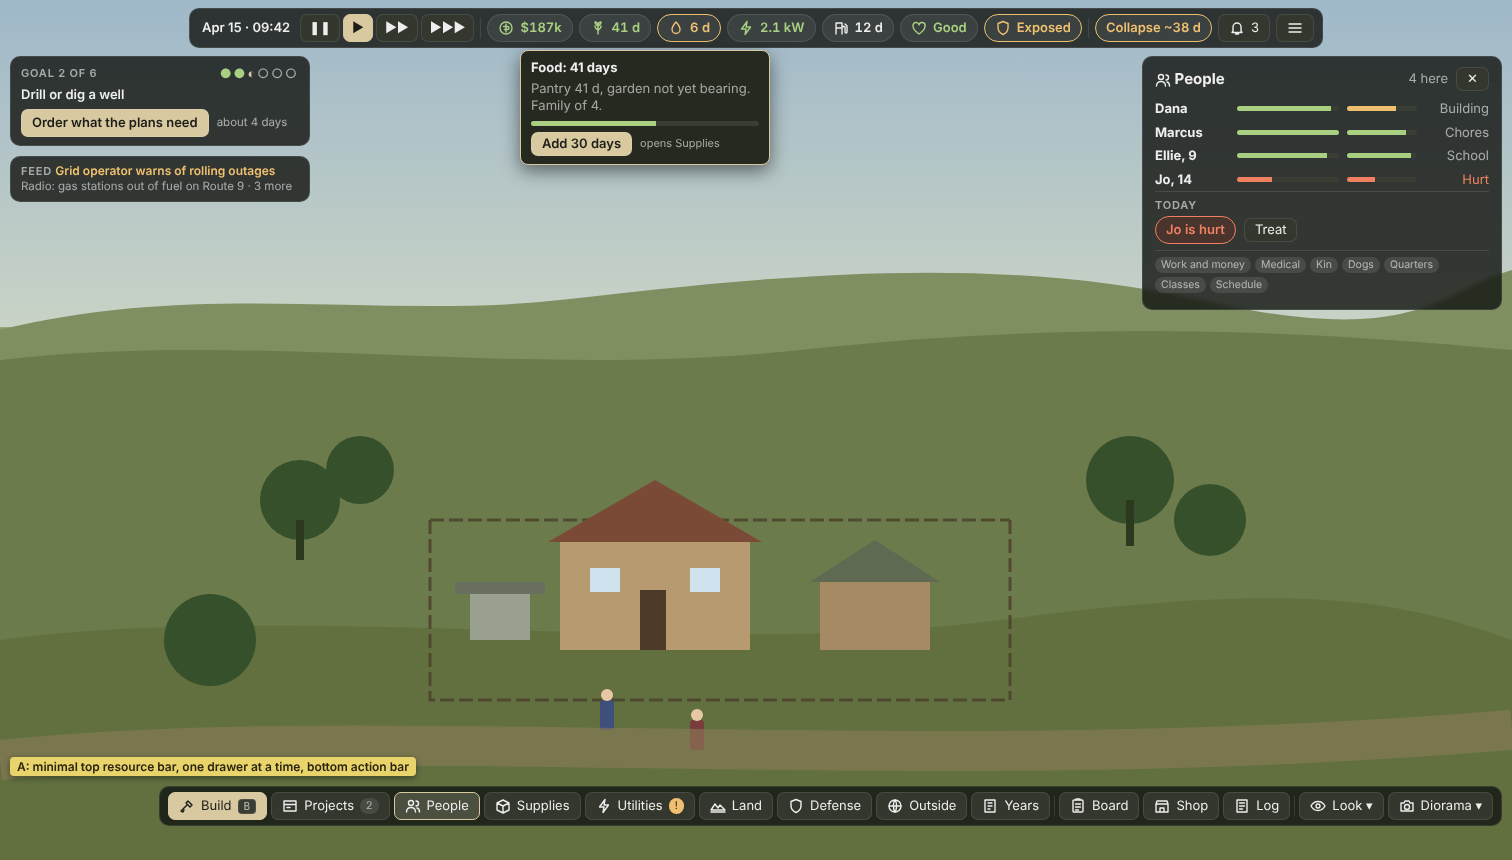 Apr 15 · 09:42
$187k
41 d
6 d
2.1 kW
12 d
Good
Exposed
Collapse ~38 d
3
GOAL 2 OF 6
Drill or dig a well
Order what the plans need
about 4 days
FEED Grid operator warns of rolling outages
Radio: gas stations out of fuel on Route 9 · 3 more
Food: 41 days
Pantry 41 d, garden not yet bearing.
Family of 4.
Add 30 days
opens Supplies
People
4 here
Dana
Building
Marcus
Chores
Ellie, 9
School
Jo, 14
Hurt
TODAY
Jo is hurt
Treat
Work and money
Medical
Kin
Dogs
Quarters
Classes
Schedule
A: minimal top resource bar, one drawer at a time, bottom action bar
Build B
Projects 2
People
Supplies
Utilities !
Land
Defense
Outside
Years
Board
Shop
Log
Look ▾
Diorama ▾